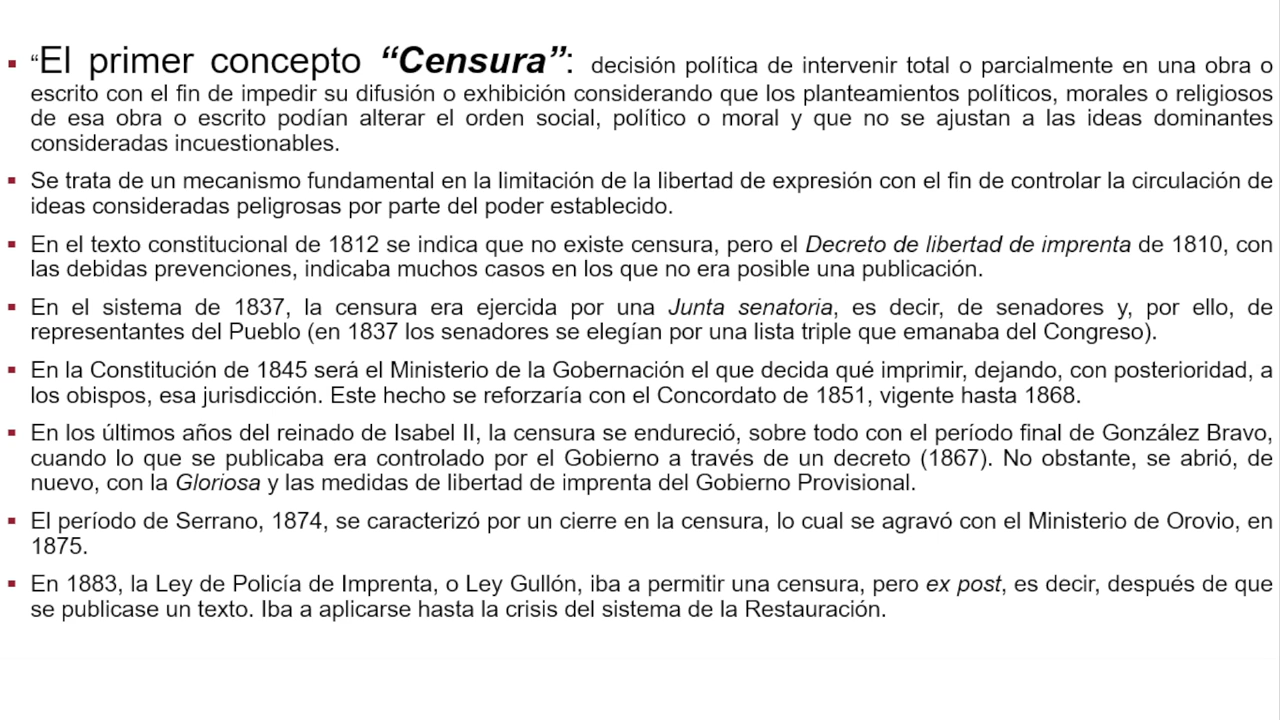 ▪ “El primer concepto “Censura”: decisión política de intervenir total o parcialmente en una obra o
escrito con el fin de impedir su difusión o exhibición considerando que los planteamientos políticos, morales o religiosos
de esa obra o escrito podían alterar el orden social, político o moral y que no se ajustan a las ideas dominantes
consideradas incuestionables.
▪ Se trata de un mecanismo fundamental en la limitación de la libertad de expresión con el fin de controlar la circulación de
ideas consideradas peligrosas por parte del poder establecido.
▪ En el texto constitucional de 1812 se indica que no existe censura, pero el Decreto de libertad de imprenta de 1810, con
las debidas prevenciones, indicaba muchos casos en los que no era posible una publicación.
▪ En el sistema de 1837, la censura era ejercida por una Junta senatoria, es decir, de senadores y, por ello, de
representantes del Pueblo (en 1837 los senadores se elegían por una lista triple que emanaba del Congreso).
▪ En la Constitución de 1845 será el Ministerio de la Gobernación el que decida qué imprimir, dejando, con posterioridad, a
los obispos, esa jurisdicción. Este hecho se reforzaría con el Concordato de 1851, vigente hasta 1868.
▪ En los últimos años del reinado de Isabel II, la censura se endureció, sobre todo con el período final de González Bravo,
cuando lo que se publicaba era controlado por el Gobierno a través de un decreto (1867). No obstante, se abrió, de
nuevo, con la Gloriosa y las medidas de libertad de imprenta del Gobierno Provisional.
▪ El período de Serrano, 1874, se caracterizó por un cierre en la censura, lo cual se agravó con el Ministerio de Orovio, en
1875.
▪ En 1883, la Ley de Policía de Imprenta, o Ley Gullón, iba a permitir una censura, pero ex post, es decir, después de que
se publicase un texto. Iba a aplicarse hasta la crisis del sistema de la Restauración.